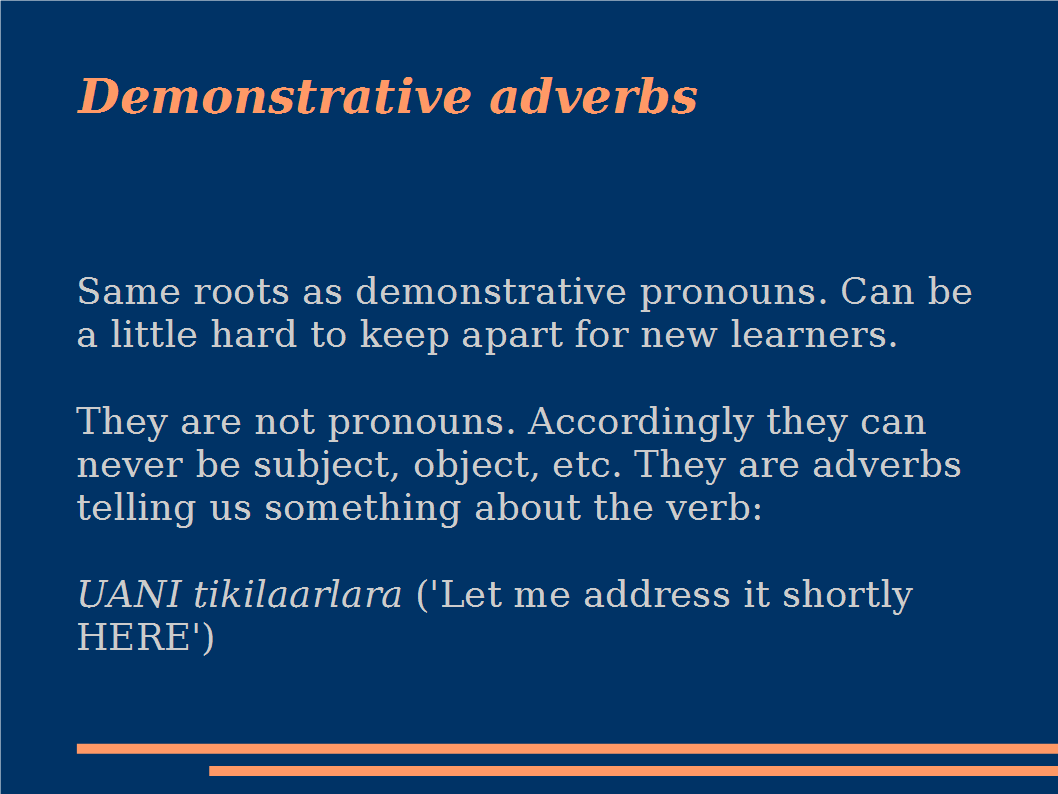 Demonstrative adverbs
Same roots as demonstrative pronouns. Can be
a little hard to keep apart for new learners.
They are not pronouns. Accordingly they can
never be subject, object, etc. They are adverbs
telling us something about the verb:
UANI tikilaarlara ('Let me address it shortly
HERE')